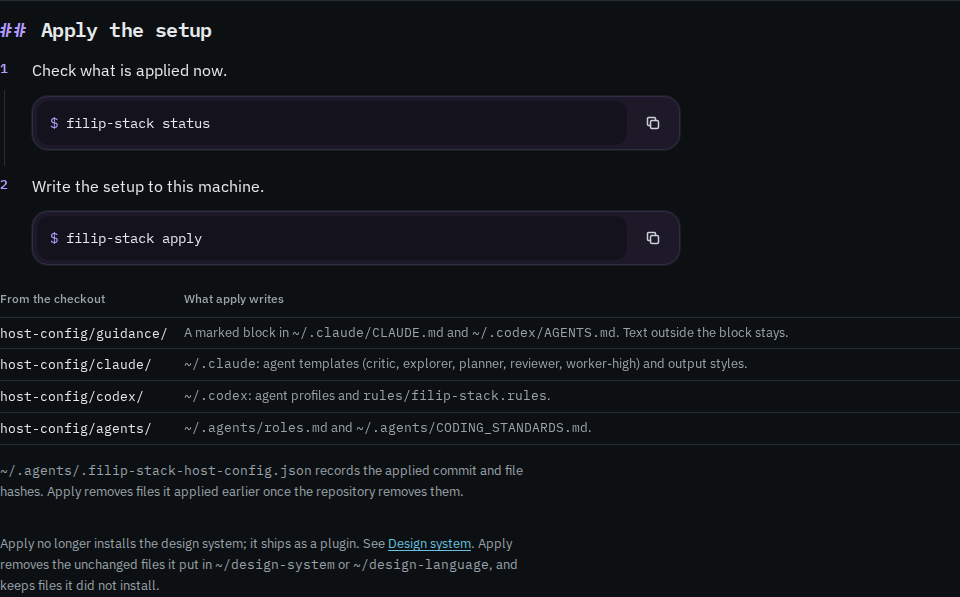 ## Apply the setup
1 Check what is applied now.
$ filip-stack status
2 Write the setup to this machine.
$ filip-stack apply
From the checkout What apply writes
host-config/guidance/ A marked block in ~/.claude/CLAUDE.md and ~/.codex/AGENTS.md. Text outside the block stays.
host-config/claude/ ~/.claude: agent templates (critic, explorer, planner, reviewer, worker-high) and output styles.
host-config/codex/ ~/.codex: agent profiles and rules/filip-stack.rules.
host-config/agents/ ~/.agents/roles.md and ~/.agents/CODING_STANDARDS.md.
~/.agents/.filip-stack-host-config.json records the applied commit and file
hashes. Apply removes files it applied earlier once the repository removes them.
Apply no longer installs the design system; it ships as a plugin. See Design system. Apply
removes the unchanged files it put in ~/design-system or ~/design-language, and
keeps files it did not install.